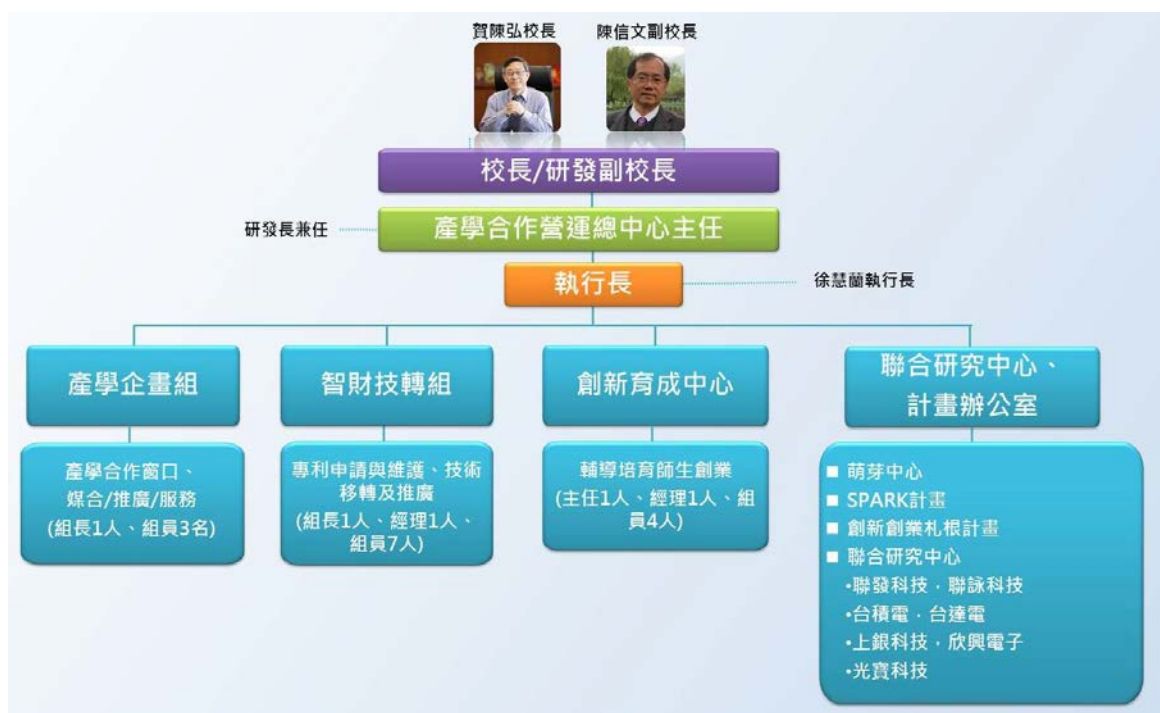 賀陳弘校長
陳信文副校長
校長/研發副校長
研發長兼任
產學合作營運總中心主任
執行長
徐慧蘭執行長
產學企畫組
產學合作窗口、
媒合/推廣/服務
(組長1人、組員3名)
智財技轉組
專利申請與維護、技術
移轉及推廣
(組長1人、經理1人、
組員7人)
創新育成中心
輔導培育師生創業
(主任1人、經理1人、組
員4人)
聯合研究中心、
計畫辦公室
■ 萌芽中心
■ SPARK計畫
■ 創新創業札根計畫
■ 聯合研究中心
•聯發科技．聯詠科技
•台積電．台達電
•上銀科技．欣興電子
•光寶科技